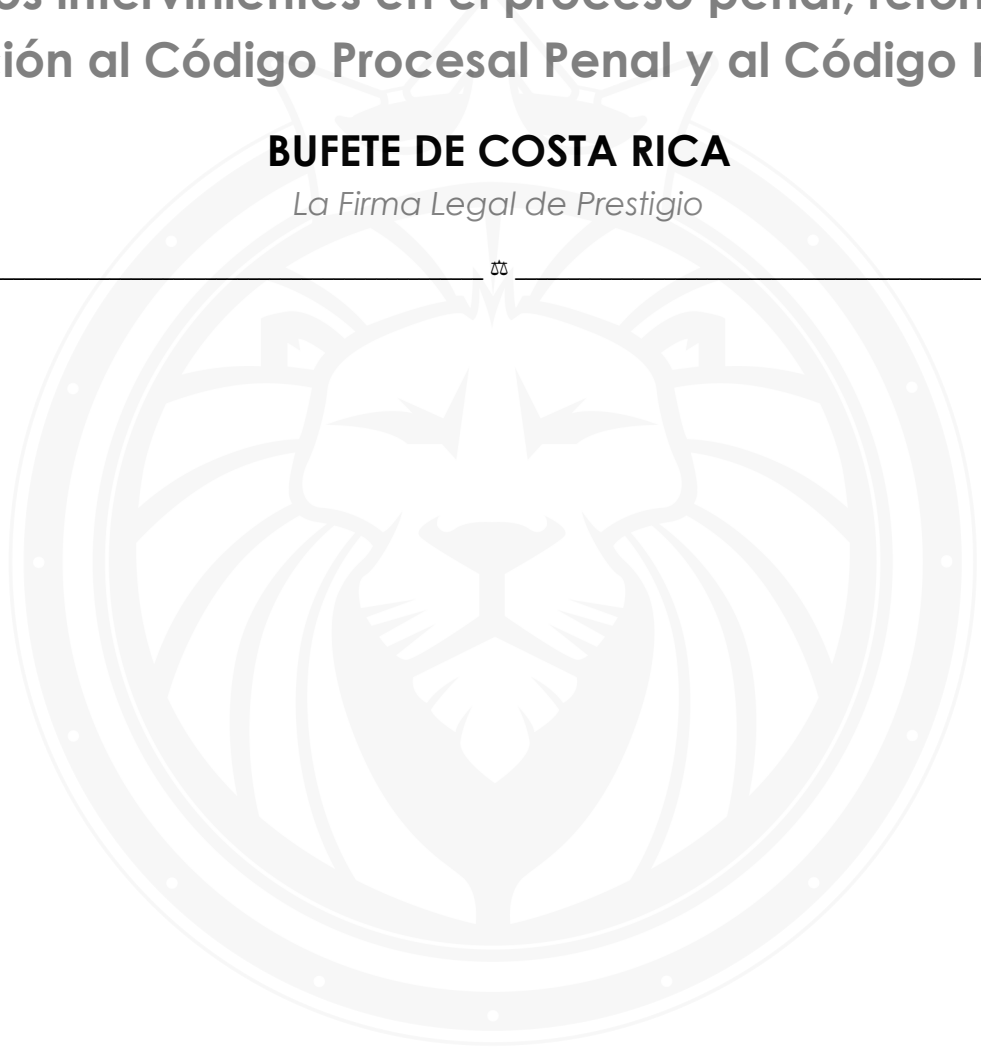 os intervinientes en el proceso penal,
ión al Código Procesal Penal y al Código
BUFETE DE COSTA RICA
La Firma Legal de Prestigio